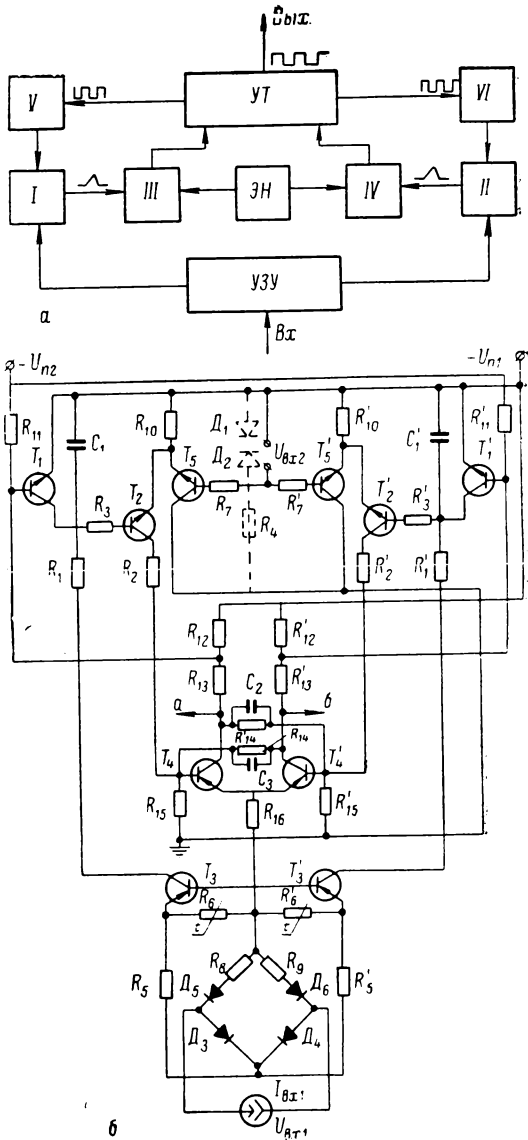 Uвых.
V УТ VI
I III ЭН IV II
УЗУ
а Вх
-Uп2 -Uп1
R11 R10 Д1 R'10 R'11
T1 C1 T5 Д2 Uвх2 T'5 C'1 T'1
R3 T2 R7 R'7 T'2 R'3
R1 R2 R4 R'2 R'1
R12 R'12
R13 R'13
а C2 б
R'14 R14
T4 C3 T'4
R15 R16 R'15
T3 T'3
R6 R'6
t t
R5 R8 R9 R'5
Д5 Д6
Д3 Д4
Iвх1
Uвх1
б